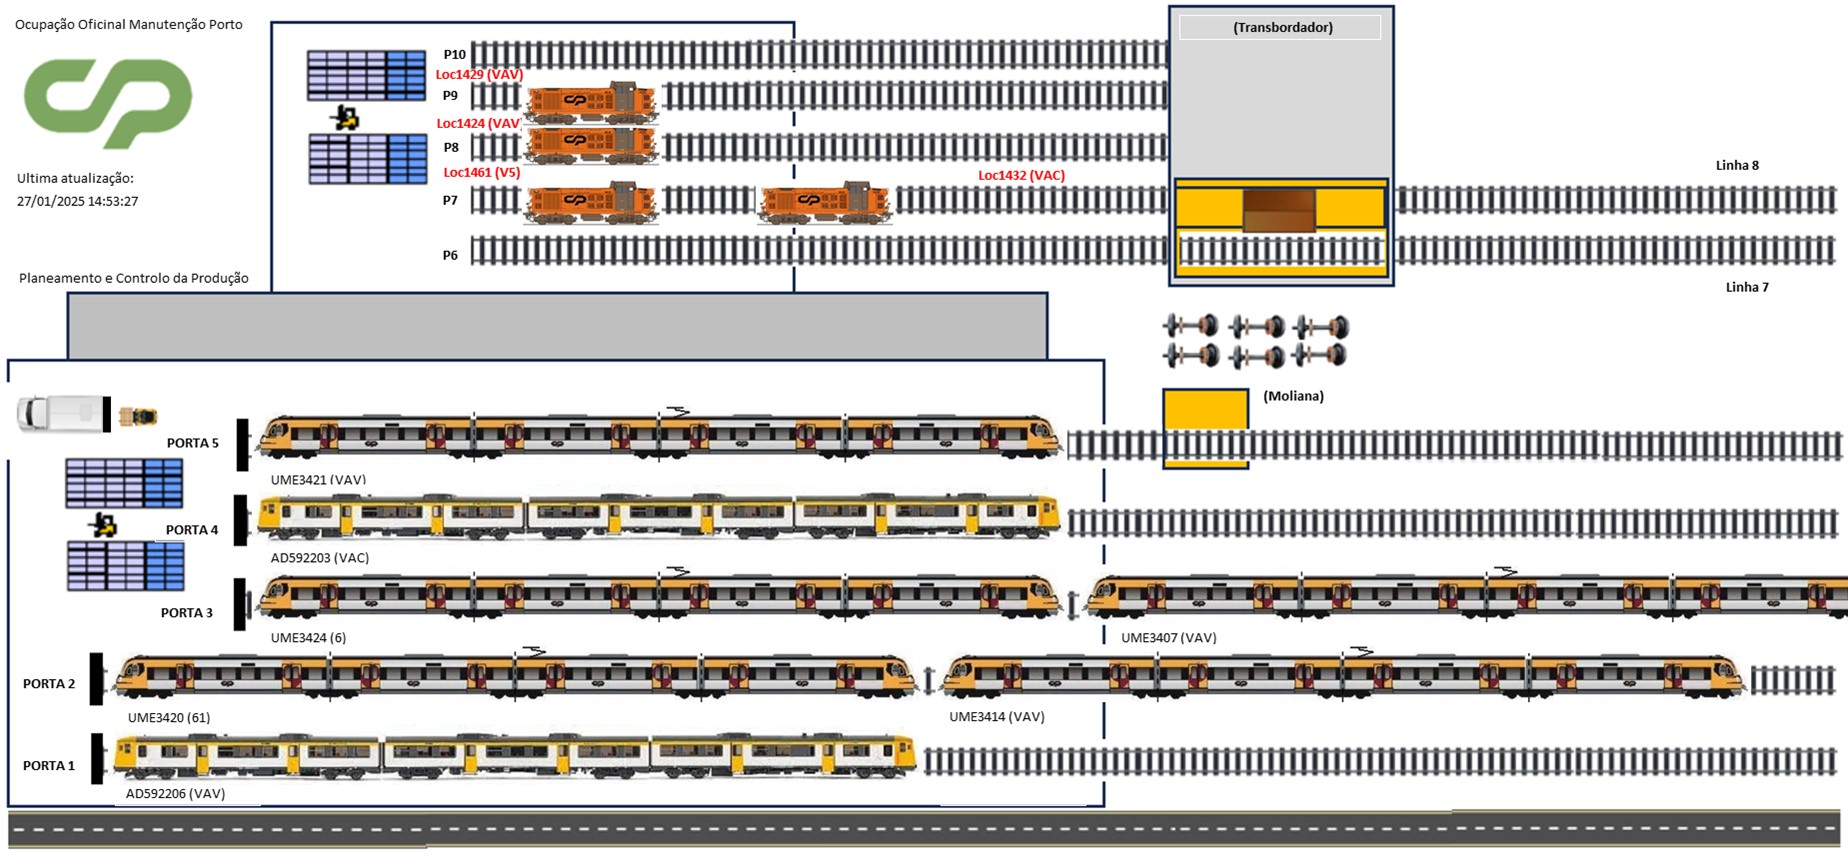 Ocupação Oficinal Manutenção Porto
(Transbordador)
P10
Loc1429 (VAV)
P9
Loc1424 (VAV)
P8
Loc1461 (V5)
Loc1432 (VAC)
Linha 8
Ultima atualização:
27/01/2025 14:53:27
P7
P6
Planeamento e Controlo da Produção
Linha 7
(Moliana)
PORTA 5
UME3421 (VAV)
PORTA 4
AD592203 (VAC)
PORTA 3
UME3424 (6)
UME3407 (VAV)
PORTA 2
UME3420 (61)
UME3414 (VAV)
PORTA 1
AD592206 (VAV)